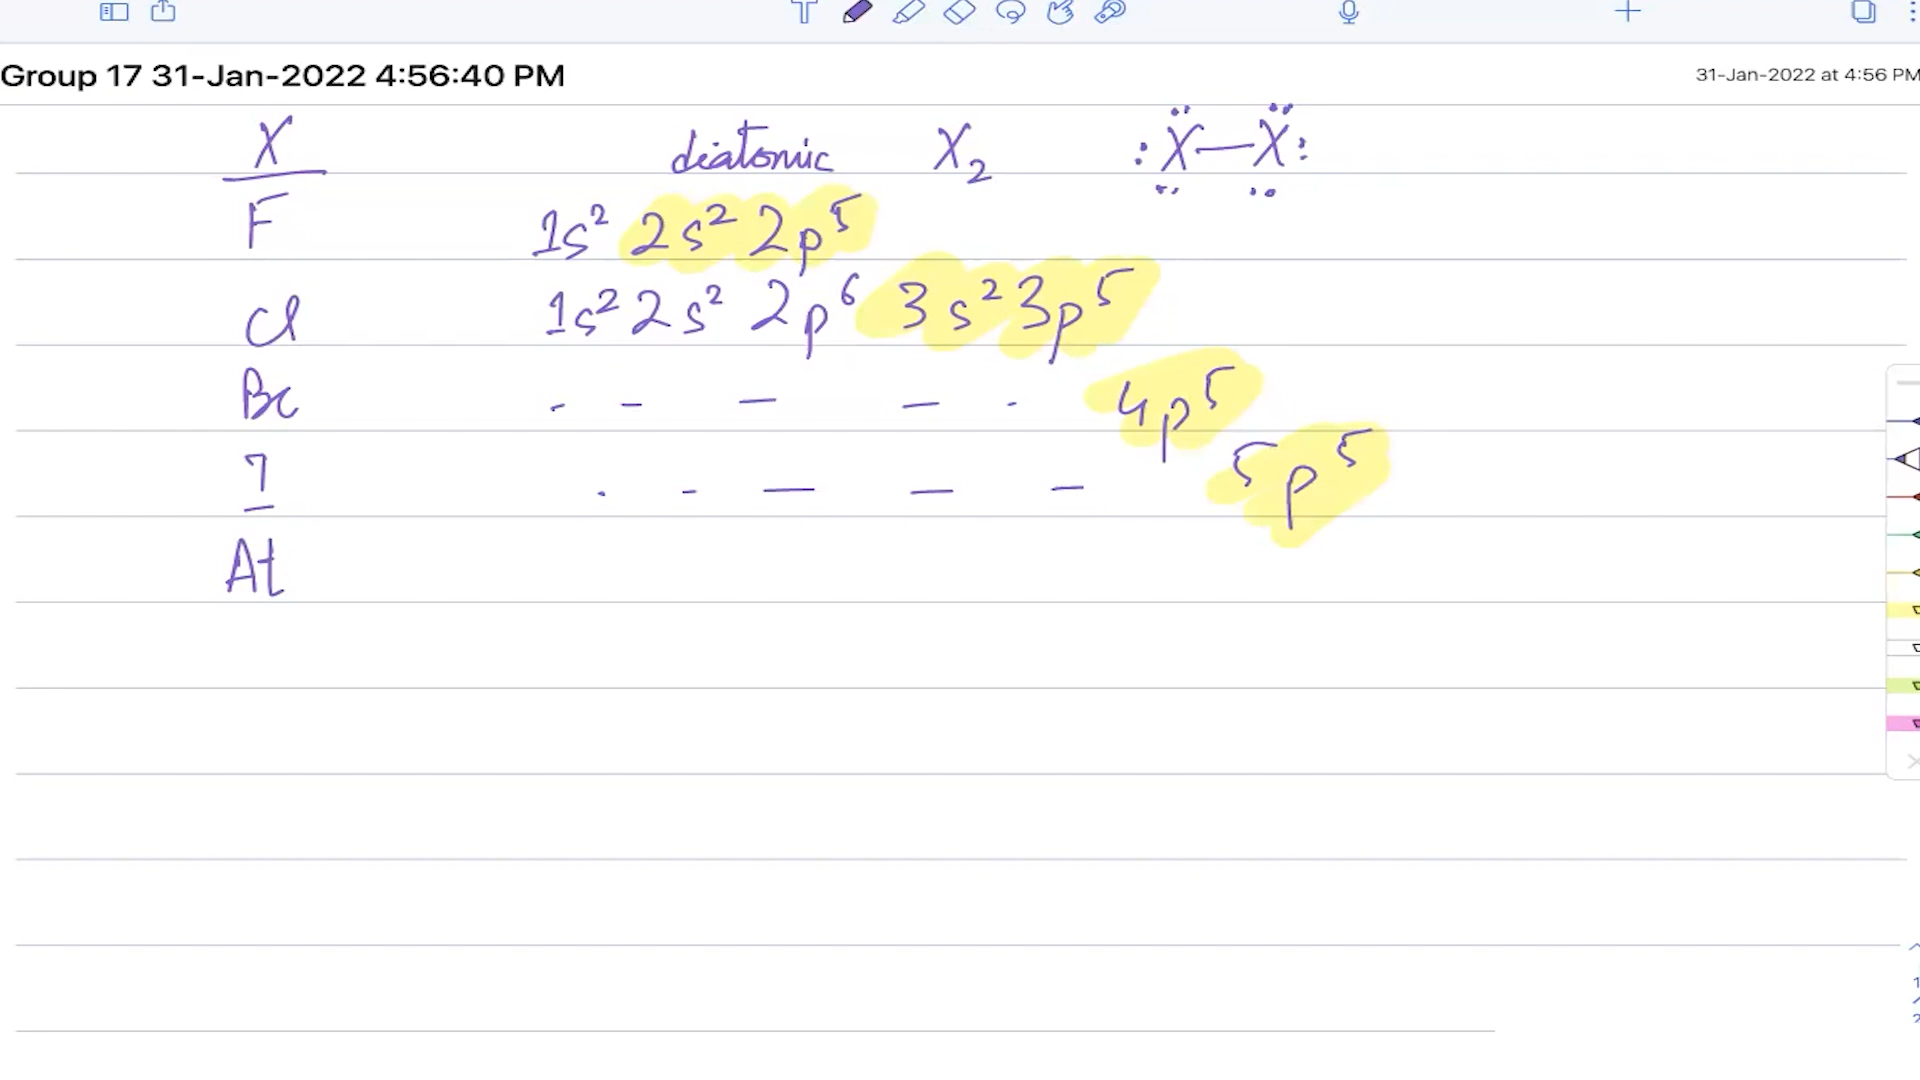 Group 17 31-Jan-2022 4:56:40 PM
31-Jan-2022 at 4:56 PM
X diatomic X₂ :Ẍ—Ẍ:
F 1s² 2s² 2p⁵
Cl 1s² 2s² 2p⁶ 3s² 3p⁵
Br - - — — - 4p⁵
I - - — — — 5p⁵
At